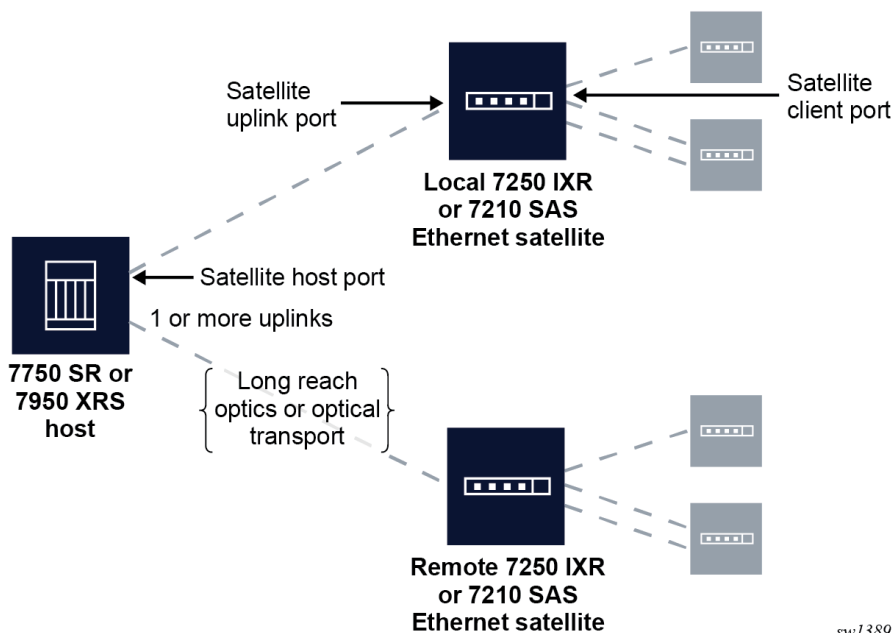 Satellite
uplink port
Satellite
client port
Local 7250 IXR
or 7210 SAS
Ethernet satellite
Satellite host port
1 or more uplinks
7750 SR or
7950 XRS
host
Long reach
optics or optical
transport
Remote 7250 IXR
or 7210 SAS
Ethernet satellite
sw1389